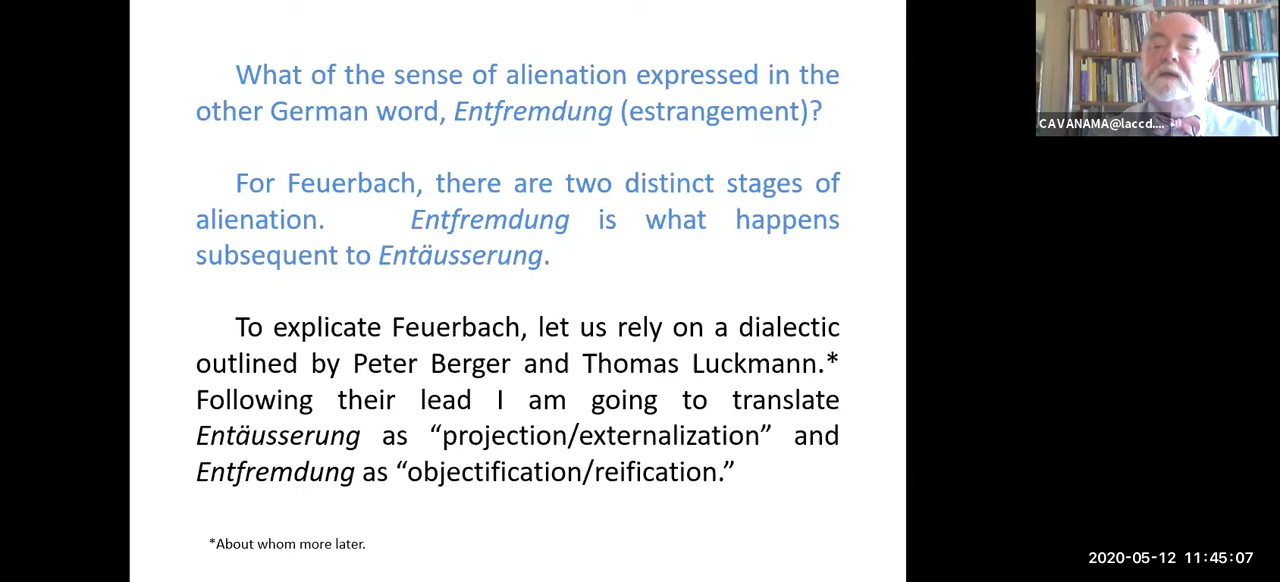 What of the sense of alienation expressed in the
other German word, Entfremdung (estrangement)?
For Feuerbach, there are two distinct stages of
alienation. Entfremdung is what happens
subsequent to Entäusserung.
To explicate Feuerbach, let us rely on a dialectic
outlined by Peter Berger and Thomas Luckmann.*
Following their lead I am going to translate
Entäusserung as “projection/externalization” and
Entfremdung as “objectification/reification.”
*About whom more later.
CAVANAMA@laccd....
2020-05-12 11:45:07